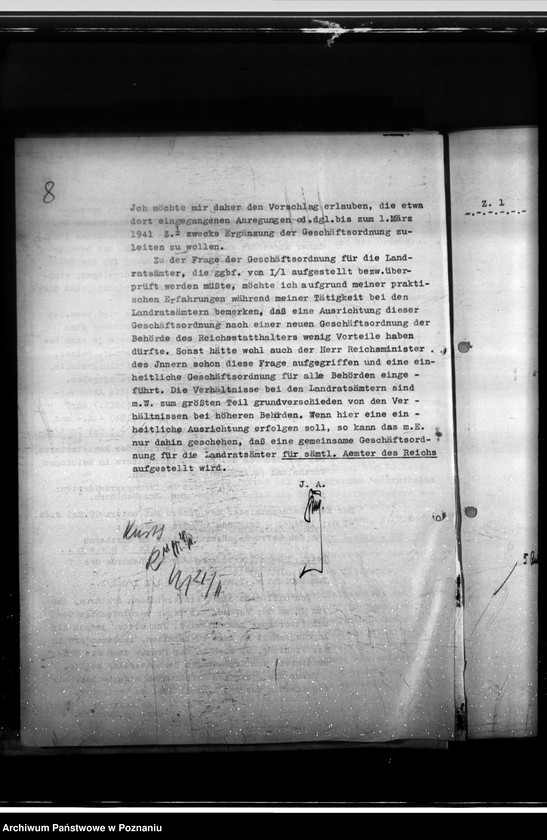 8
Jch möchte mir daher den Vorschlag erlauben, die etwa
dort eingegangenen Anregungen od.dgl.bis zum 1.März
1941 Z.1 zwecks Ergänzung der Geschäftsordnung zu-
leiten zu wollen.
Zu der Frage der Geschäftsordnung für die Land-
ratsämter, die ggbf. von I/1 aufgestellt bezw.über-
prüft werden müßte, möchte ich aufgrund meiner prakti-
schen Erfahrungen während meiner Tätigkeit bei den
Landratsämtern bemerken, daß eine Ausrichtung dieser
Geschäftsordnung nach einer neuen Geschäftsordnung der
Behörde des Reichsstatthalters wenig Vorteile haben
dürfte. Sonst hätte wohl auch der Herr Reichsminister
des Jnnern schon diese Frage aufgegriffen und eine ein-
heitliche Geschäftsordnung für alle Behörden einge -
führt. Die Verhältnisse bei den Landratsämtern sind
m.W. zum größten Teil grundverschieden von den Ver -
hältnissen bei höheren Behörden. Wenn hier eine ein -
heitliche Ausrichtung erfolgen soll, so kann das m.E.
nur dahin geschehen, daß eine gemeinsame Geschäftsord-
nung für die Landratsämter für sämtl. Aemter des Reichs
aufgestellt wird.
J. A.
Z. 1
Archiwum Państwowe w Poznaniu